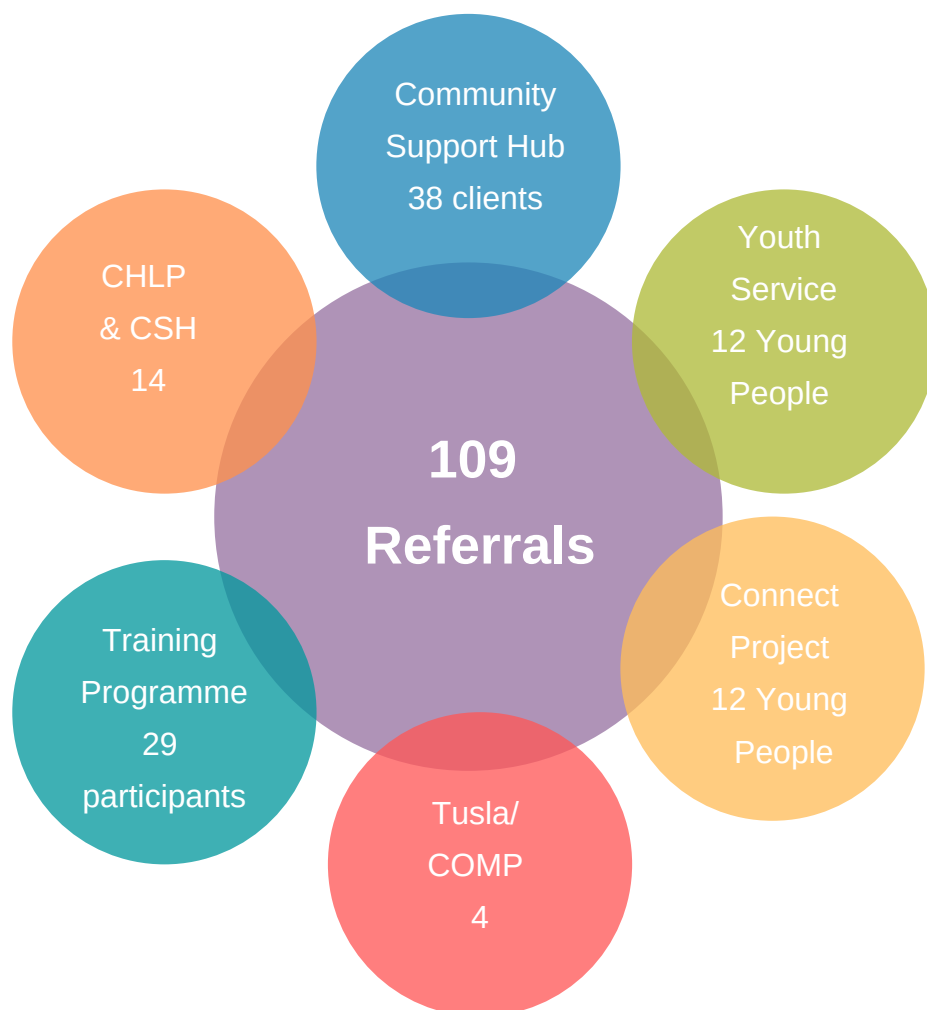 Community
Support Hub
38 clients
Youth
Service
12 Young
People
CHLP
& CSH
14
109
Referrals
Connect
Project
12 Young
People
Training
Programme
29
participants
Tusla/
COMP
4